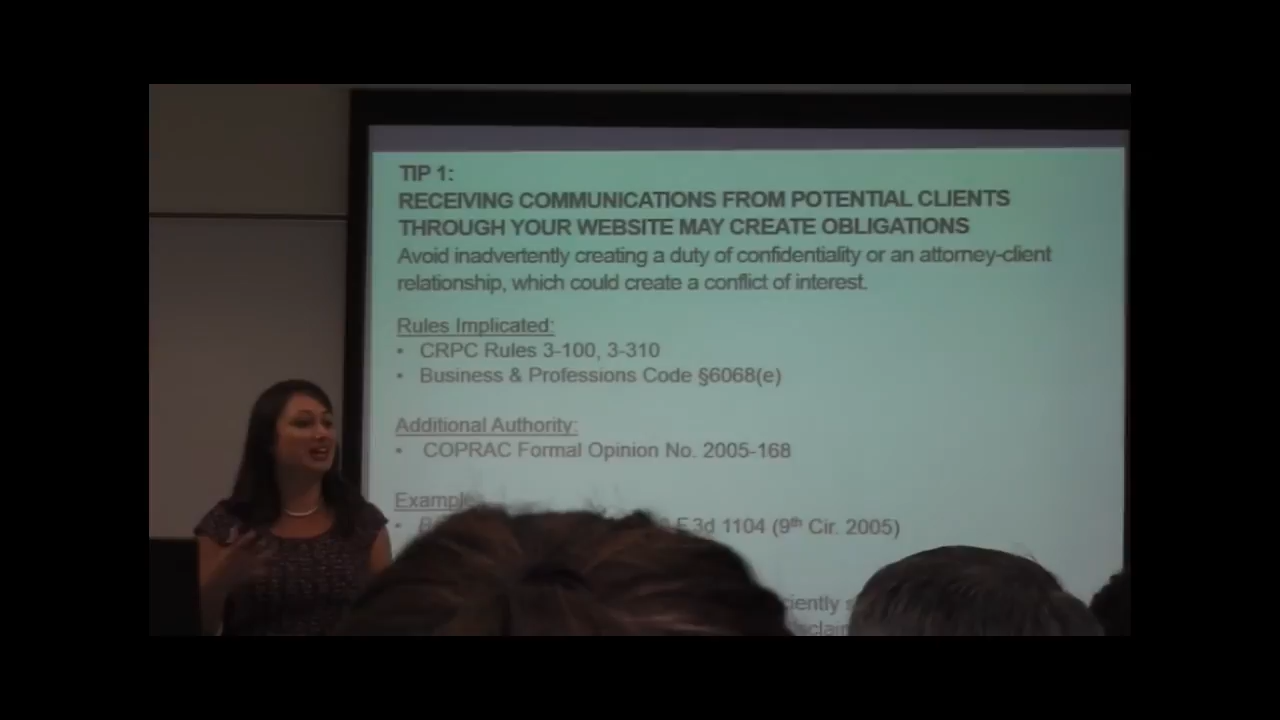 TIP 1:
RECEIVING COMMUNICATIONS FROM POTENTIAL CLIENTS
THROUGH YOUR WEBSITE MAY CREATE OBLIGATIONS
Avoid inadvertently creating a duty of confidentiality or an attorney-client
relationship, which could create a conflict of interest.
Rules Implicated:
• CRPC Rules 3-100, 3-310
• Business & Professions Code §6068(e)
Additional Authority:
• COPRAC Formal Opinion No. 2005-168
• F.3d 1104 (9th Cir. 2005)